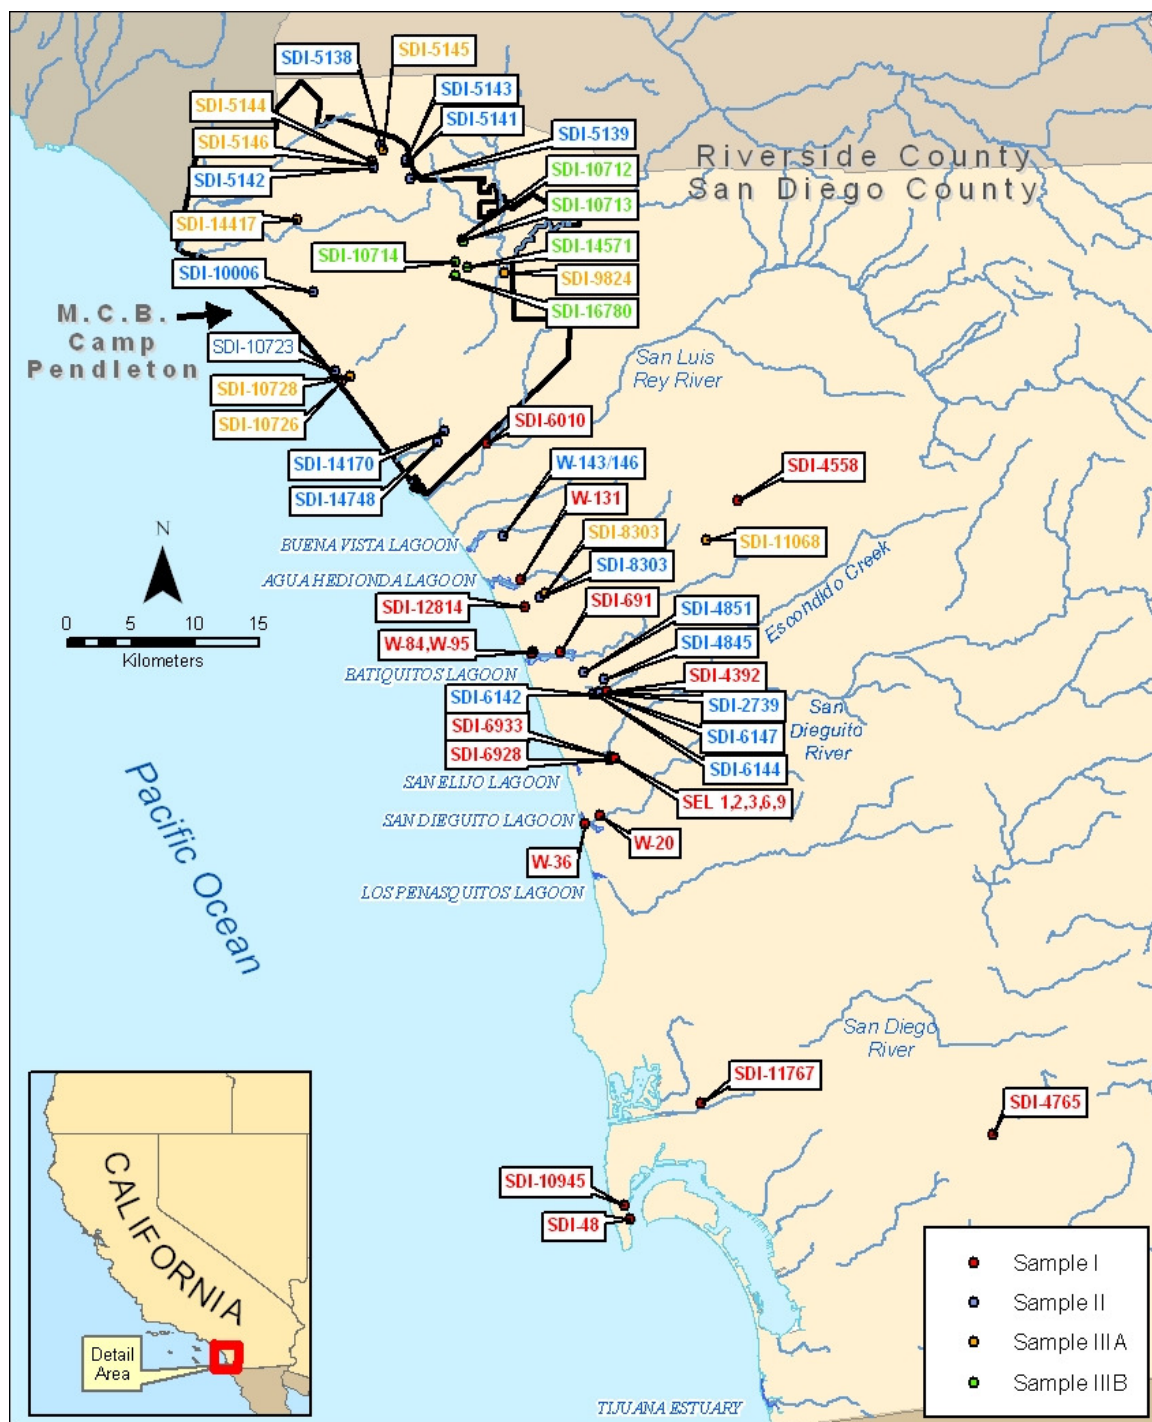 SDI-5138
SDI-5145
SDI-5143
SDI-5144
SDI-5141
SDI-5146
SDI-5139
SDI-5142
Riverside County
San Diego County
SDI-10712
SDI-10713
SDI-14417
SDI-14571
SDI-10714
SDI-10006
SDI-9824
SDI-16780
M.C.B.
Camp
Pendleton
SDI-10723
SDI-10728
SDI-10726
San Luis
Rey River
SDI-6010
SDI-14170
SDI-14748
W-143/146
SDI-4558
W-131
N
SDI-8303
SDI-11068
BUENA VISTA LAGOON
SDI-8303
AGUA HEDIONDA LAGOON
Escondido Creek
SDI-12814
SDI-691
SDI-4851
0 5 10 15
Kilometers
W-84,W-95
SDI-4845
BATIQUITOS LAGOON
SDI-4392
SDI-6142
SDI-2739
San
Dieguito
River
SDI-6933
SDI-6147
SDI-6928
SDI-6144
SAN ELIJO LAGOON
SEL 1,2,3,6,9
SAN DIEGUITO LAGOON
W-20
W-36
LOS PENASQUITOS LAGOON
Pacific Ocean
San Diego
River
SDI-11767
SDI-4765
SDI-10945
SDI-48
CALIFORNIA
Detail
Area
Sample I
Sample II
Sample IIIA
Sample IIIB
TIJUANA ESTUARY